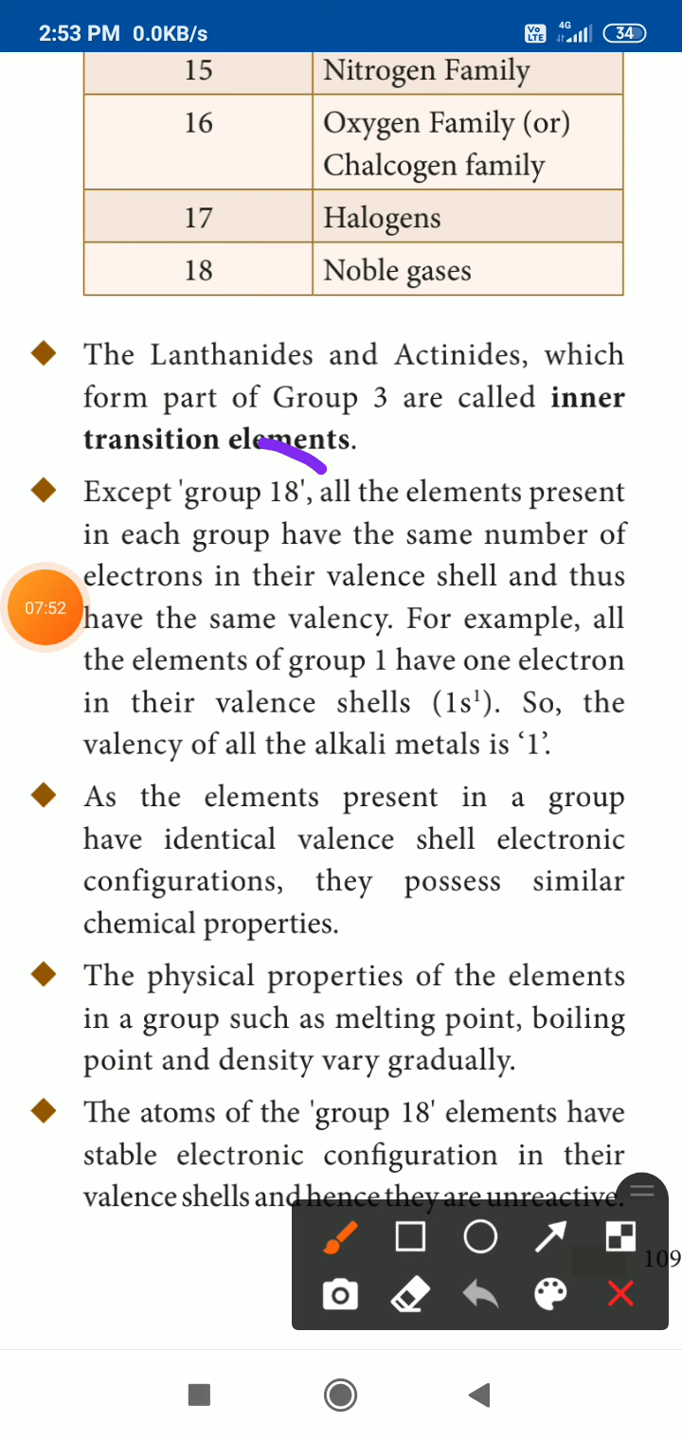 2:53 PM 0.0KB/s
Vo LTE 4G 34
15 Nitrogen Family
16 Oxygen Family (or)
Chalcogen family
17 Halogens
18 Noble gases
The Lanthanides and Actinides, which
form part of Group 3 are called inner
transition elements.
Except 'group 18', all the elements present
in each group have the same number of
electrons in their valence shell and thus
07:52
have the same valency. For example, all
the elements of group 1 have one electron
in their valence shells (1s¹). So, the
valency of all the alkali metals is ‘1’.
As the elements present in a group
have identical valence shell electronic
configurations, they possess similar
chemical properties.
The physical properties of the elements
in a group such as melting point, boiling
point and density vary gradually.
The atoms of the 'group 18' elements have
stable electronic configuration in their
valence shells and hence they are unreactive.
109